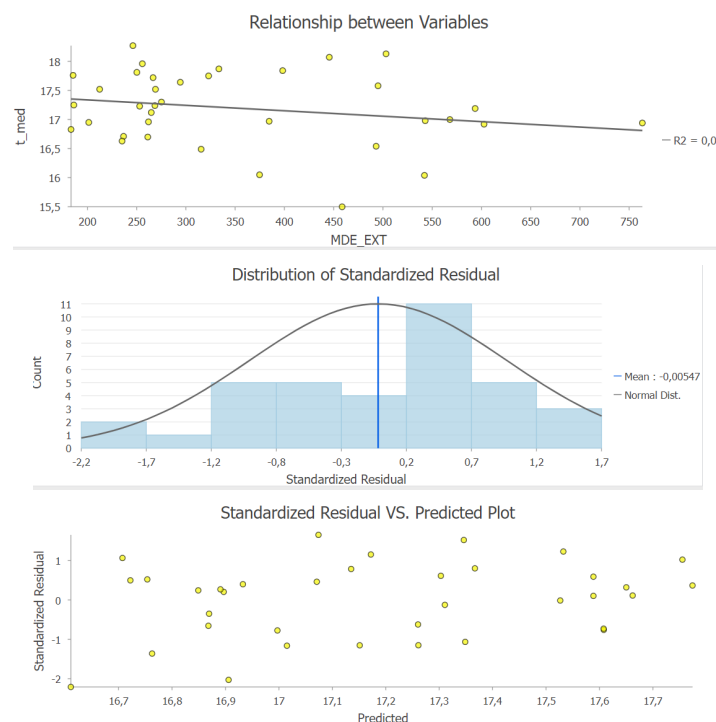 Relationship between Variables
18
17,5
17
16,5
16
15,5
t_med
200 250 300 350 400 450 500 550 600 650 700 750
MDE_EXT
R2 = 0,0
Distribution of Standardized Residual
11
10
9
8
7
6
5
4
3
2
1
0
Count
-2,2 -1,7 -1,2 -0,8 -0,3 0,2 0,7 1,2 1,7
Standardized Residual
Mean : -0,00547
Normal Dist.
Standardized Residual VS. Predicted Plot
1
0
-1
-2
Standardized Residual
16,7 16,8 16,9 17 17,1 17,2 17,3 17,4 17,5 17,6 17,7
Predicted